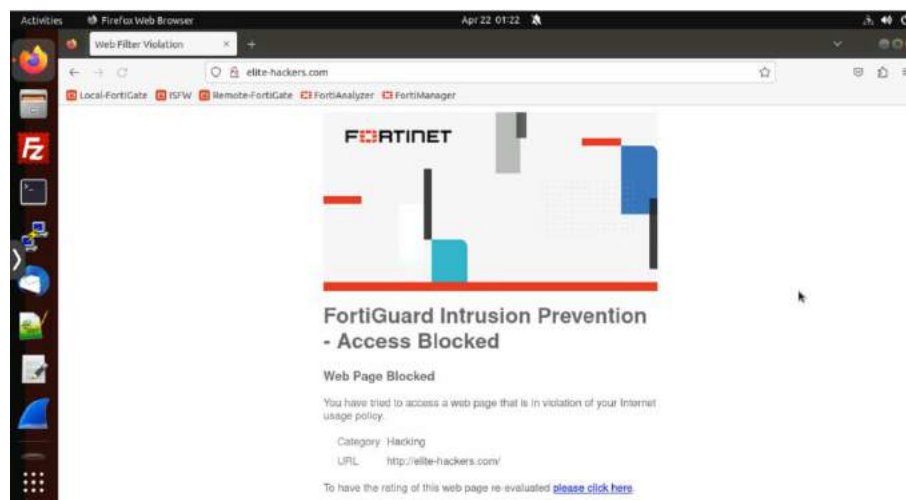 Activities Firefox Web Browser Apr 22 01:22
Web Filter Violation
elite-hackers.com
Local-FortiGate ISFW Remote-FortiGate FortiAnalyzer FortiManager
Fz
FORTINET
FortiGuard Intrusion Prevention
- Access Blocked
Web Page Blocked
You have tried to access a web page that is in violation of your Internet
usage policy.
Category Hacking
URL http://elite-hackers.com/
To have the rating of this web page re-evaluated please click here.